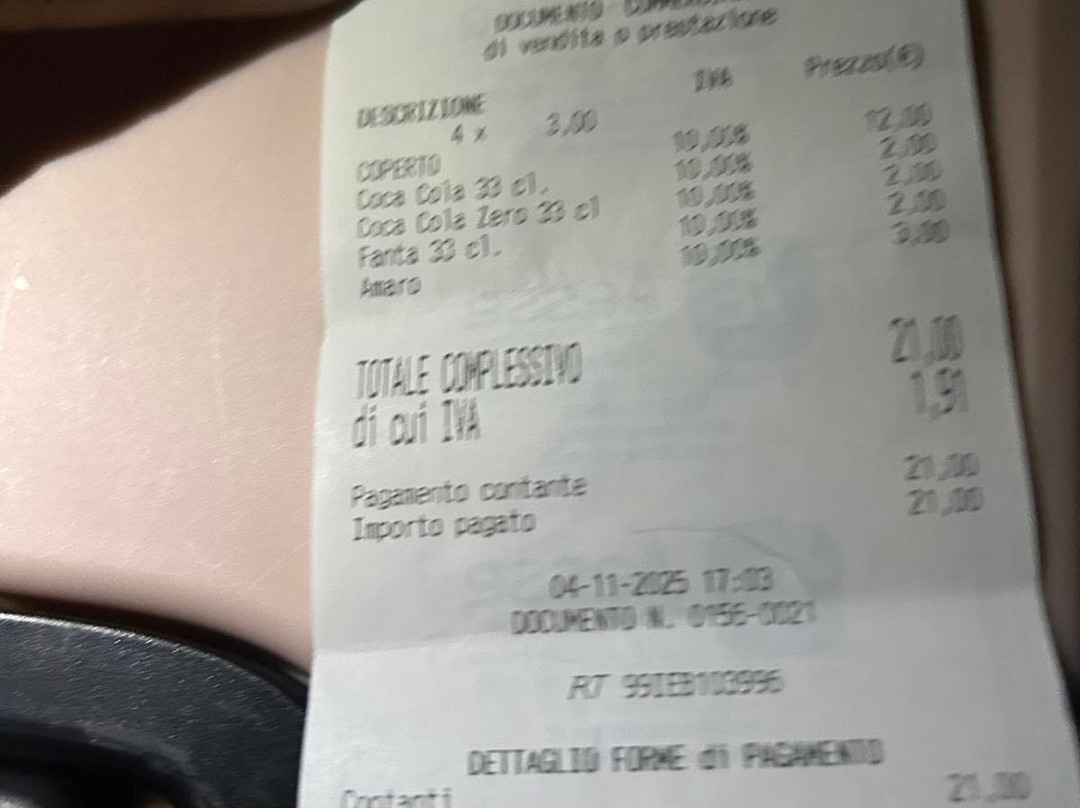 DOCUMENTO COMMERCIALE
di vendita o prestazione
DESCRIZIONE IVA Prezzo(€)
4 x 3,00
COPERTO 10,00% 12,00
Coca Cola 33 cl. 10,00% 2,00
Coca Cola Zero 33 cl 10,00% 2,00
Fanta 33 cl. 10,00% 2,00
Amaro 10,00% 3,00
TOTALE COMPLESSIVO 21,00
di cui IVA 1,91
Pagamento contante 21,00
Importo pagato 21,00
04-11-2025 17:03
DOCUMENTO N. 0156-0021
RT 99IEB103996
DETTAGLIO FORME di PAGAMENTO
Contanti 21,00